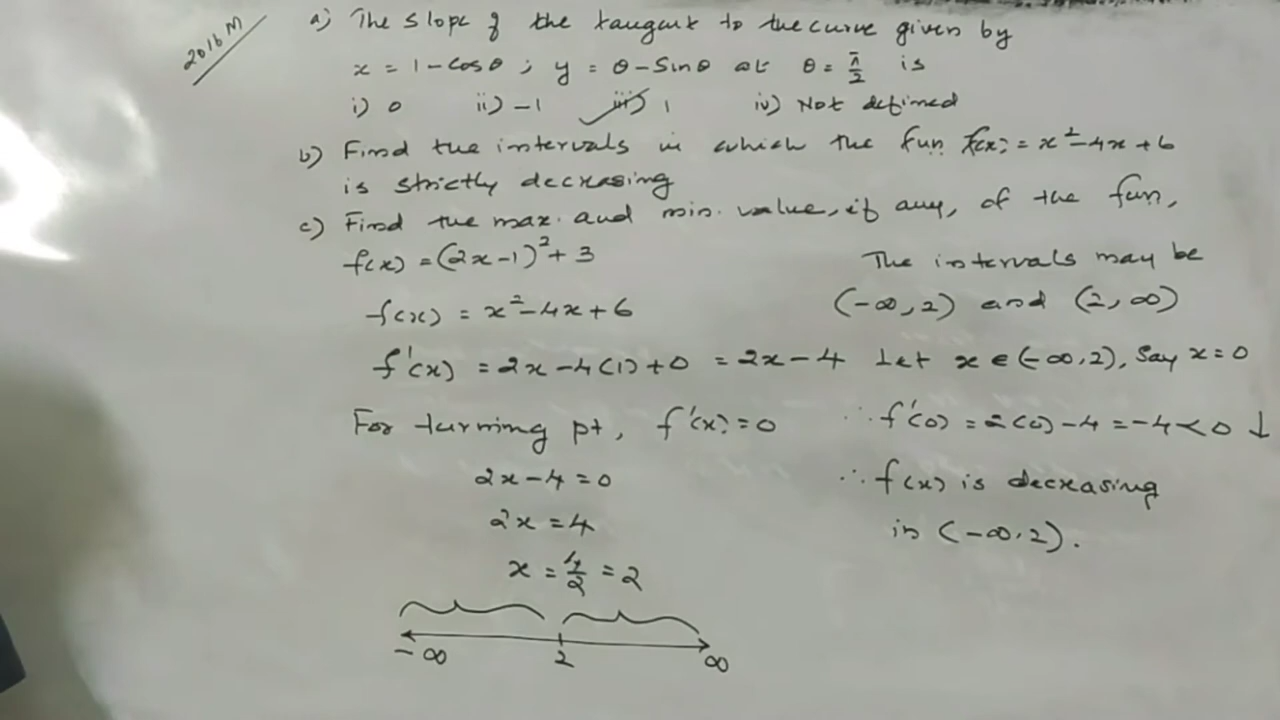 2016 M
a) The slope of the tangent to the curve given by
x = 1 - cosθ ; y = θ - sinθ at θ = π/2 is
i) 0 ii) -1 iii) 1 iv) Not defined
b) Find the intervals in which the fun f(x) = x² - 4x + 6
is strictly decreasing
c) Find the max. and min. value, if any, of the fun,
f(x) = (2x-1)² + 3
f(x) = x² - 4x + 6
f'(x) = 2x - 4(1) + 0 = 2x - 4
For turning pt, f'(x) = 0
2x - 4 = 0
2x = 4
x = 4/2 = 2
-∞ 2 ∞
The intervals may be
(-∞, 2) and (2, ∞)
Let x ∈ (-∞, 2), Say x = 0
∴ f'(0) = 2(0) - 4 = -4 < 0 ↓
∴ f(x) is decreasing
in (-∞, 2).